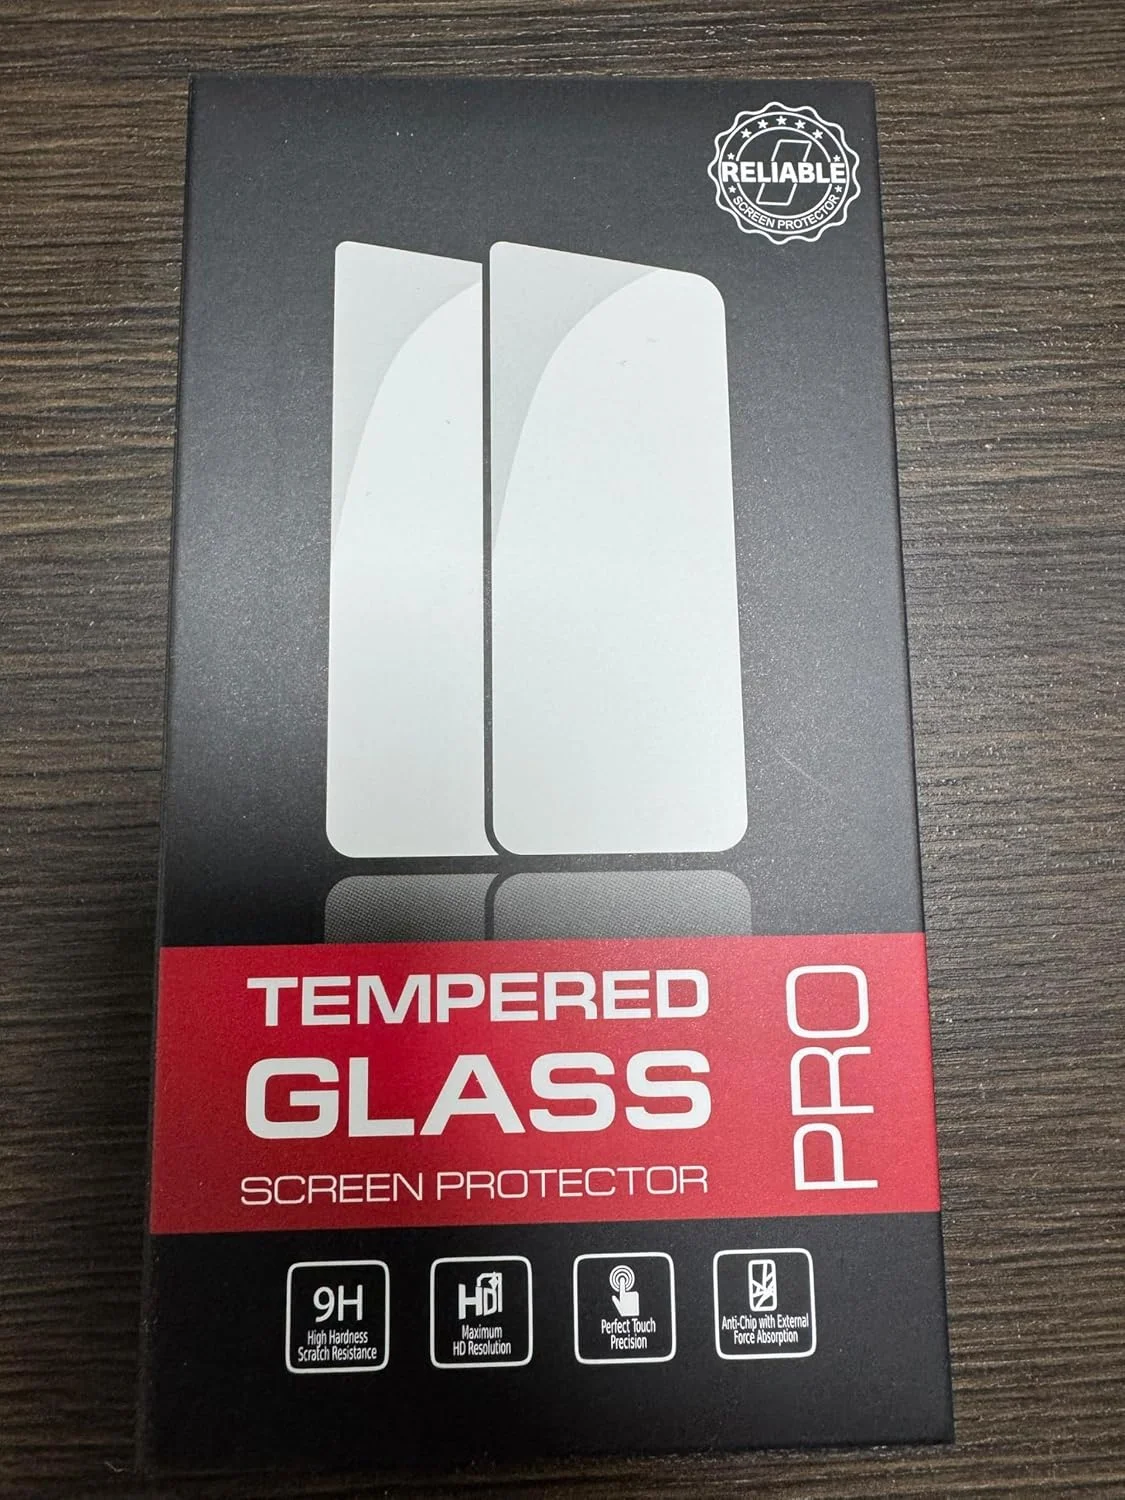 RELIABLE
SCREEN PROTECTOR
TEMPERED
GLASS
SCREEN PROTECTOR
PRO
9H
High Hardness
Scratch Resistance
HD
Maximum
HD Resolution
Perfect Touch
Precision
Anti-Chip with External
Force Absorption